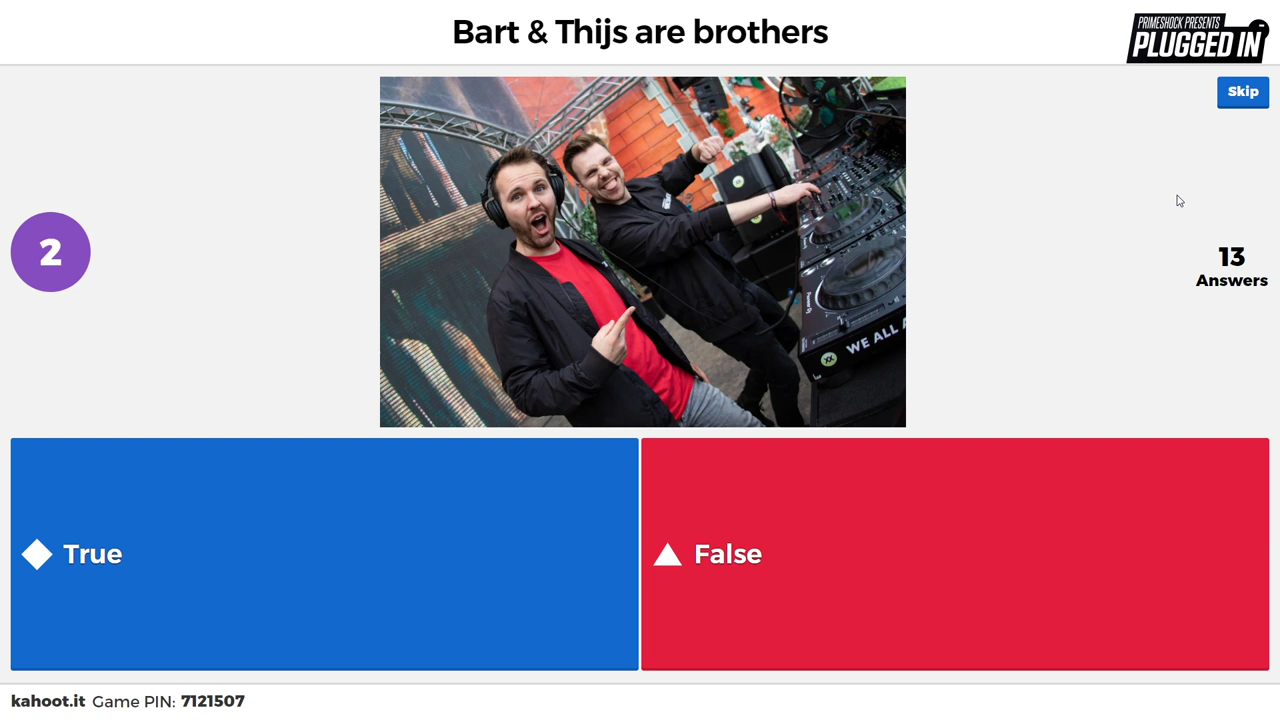 Bart & Thijs are brothers
PRIMESHOCK PRESENTS
PLUGGED IN
Skip
2
13
Answers
WE ALL A
True
False
kahoot.it Game PIN: 7121507